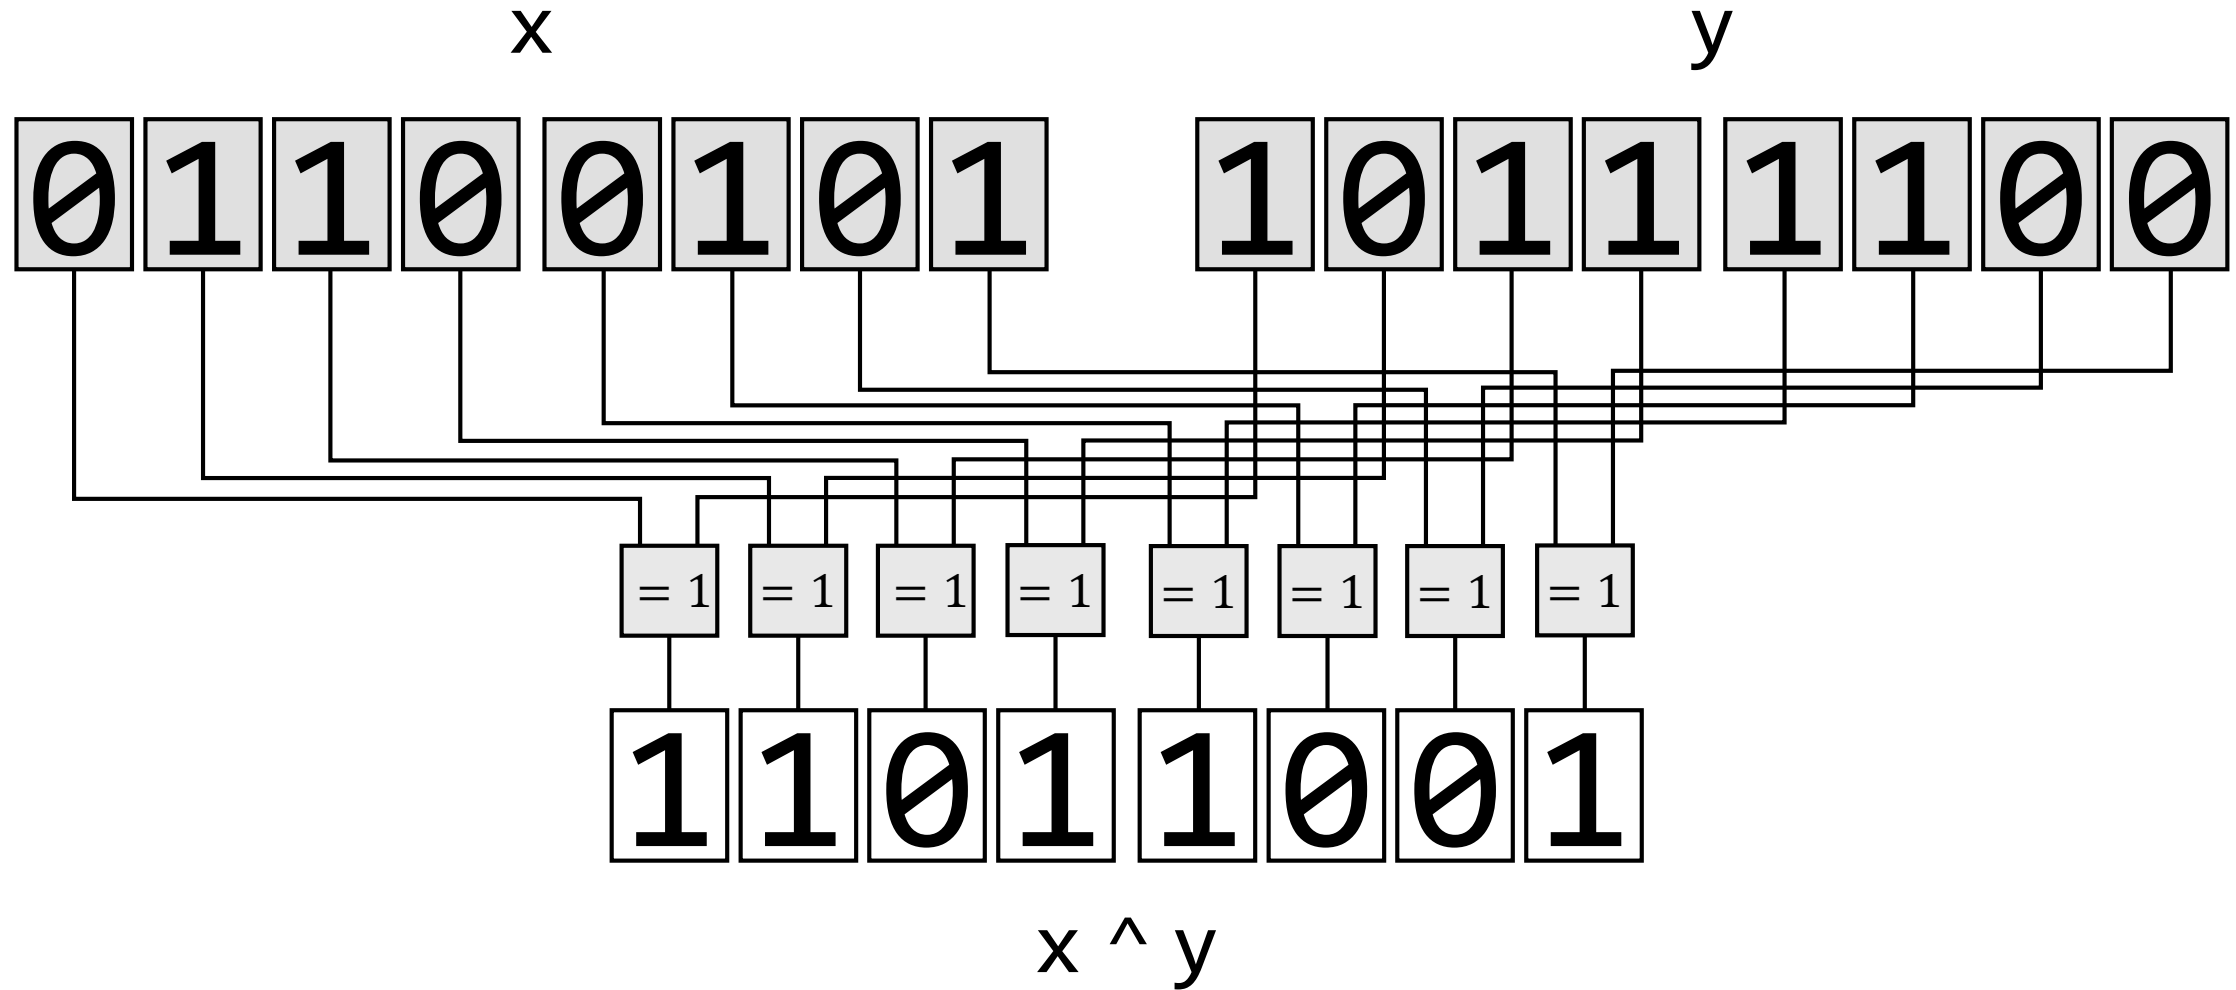 x y
0 1 1 0 0 1 0 1 1 0 1 1 1 1 0 0
= 1 = 1 = 1 = 1 = 1 = 1 = 1 = 1
1 1 0 1 1 0 0 1
x ^ y